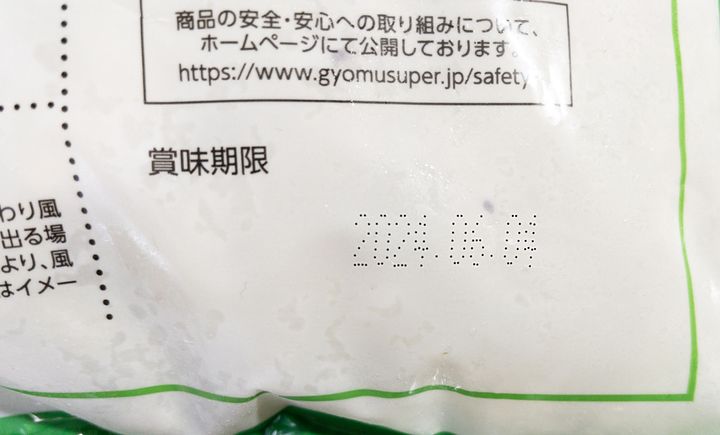 商品の安全・安心への取り組みについて、
ホームページにて公開しております。
https://www.gyomusuper.jp/safety
賞味期限
2024.06.04
わり風
出る場
より、風
はイメー